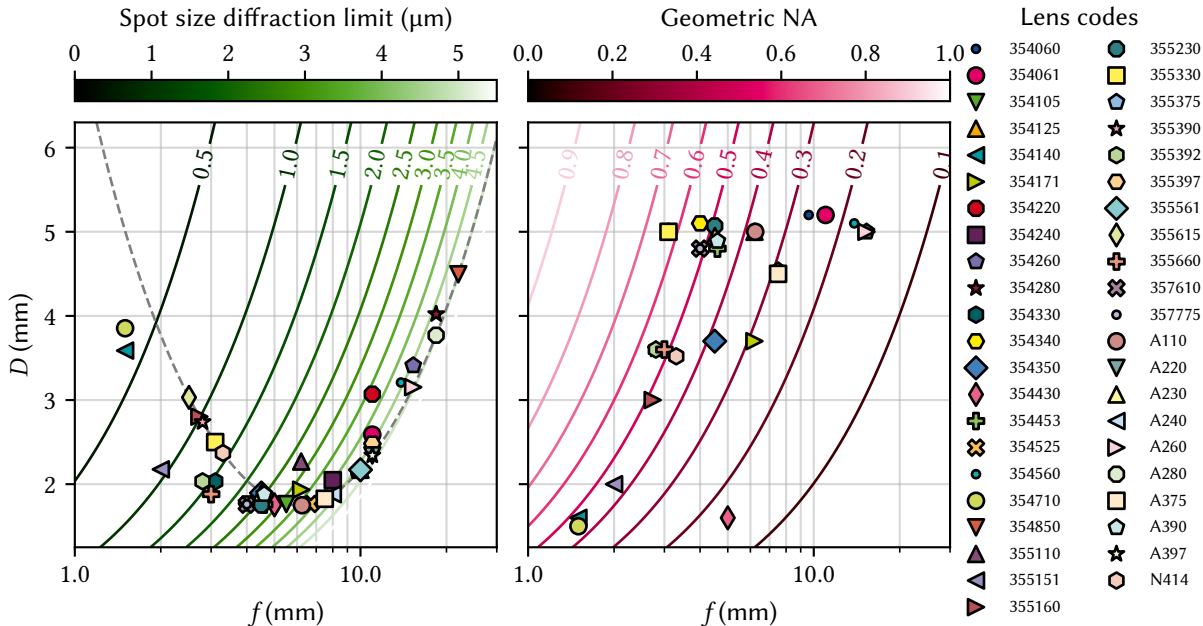 Spot size diffraction limit (µm)
0 1 2 3 4 5
0.5 1.0 1.5 2.0 2.5 3.0 3.5 4.0 4.5
6
5
4
3
2
D (mm)
1.0 10.0
f (mm)
Geometric NA
0.0 0.2 0.4 0.6 0.8 1.0
0.9 0.8 0.7 0.6 0.5 0.4 0.3 0.2 0.1
1.0 10.0
f (mm)
Lens codes
354060
354061
354105
354125
354140
354171
354220
354240
354260
354280
354330
354340
354350
354430
354453
354525
354560
354710
354850
355110
355151
355160
355230
355330
355375
355390
355392
355397
355561
355615
355660
357610
357775
A110
A220
A230
A240
A260
A280
A375
A390
A397
N414